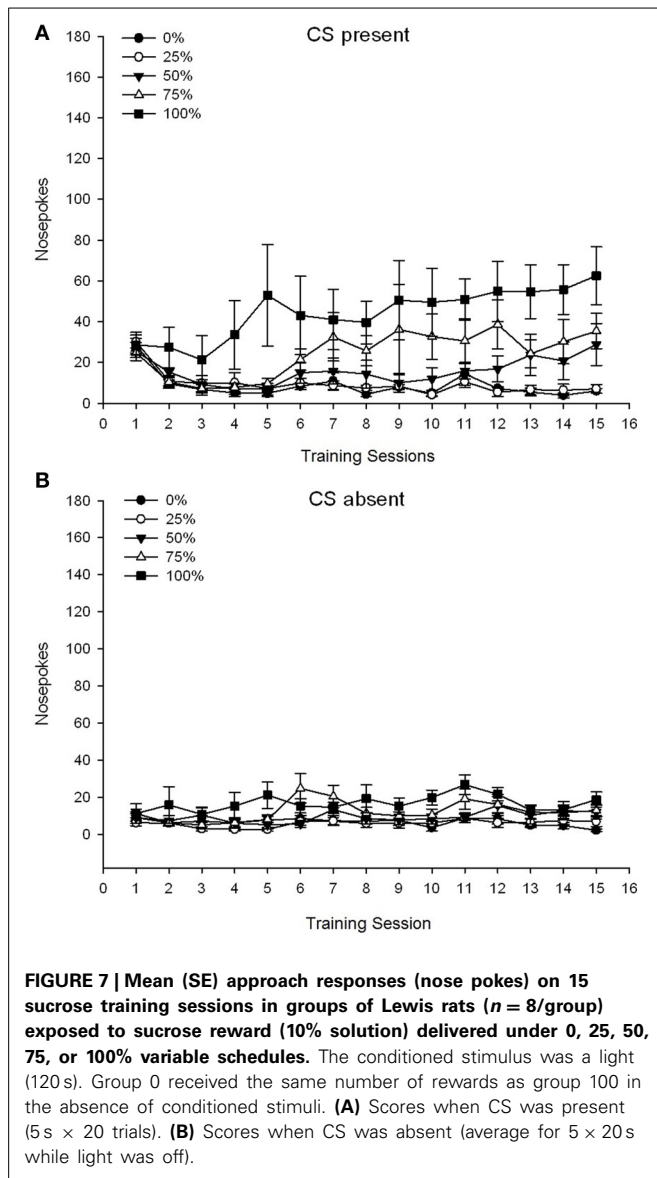 A
CS present
180
160
140
120
100
80
60
40
20
0
Nosepokes
0%
25%
50%
75%
100%
0 1 2 3 4 5 6 7 8 9 10 11 12 13 14 15 16
Training Sessions
B
CS absent
180
160
140
120
100
80
60
40
20
0
Nosepokes
0%
25%
50%
75%
100%
0 1 2 3 4 5 6 7 8 9 10 11 12 13 14 15 16
Training Session
FIGURE 7 | Mean (SE) approach responses (nose pokes) on 15
sucrose training sessions in groups of Lewis rats (n = 8/group)
exposed to sucrose reward (10% solution) delivered under 0, 25, 50,
75, or 100% variable schedules. The conditioned stimulus was a light
(120 s). Group 0 received the same number of rewards as group 100 in
the absence of conditioned stimuli. (A) Scores when CS was present
(5 s × 20 trials). (B) Scores when CS was absent (average for 5 × 20 s
while light was off).